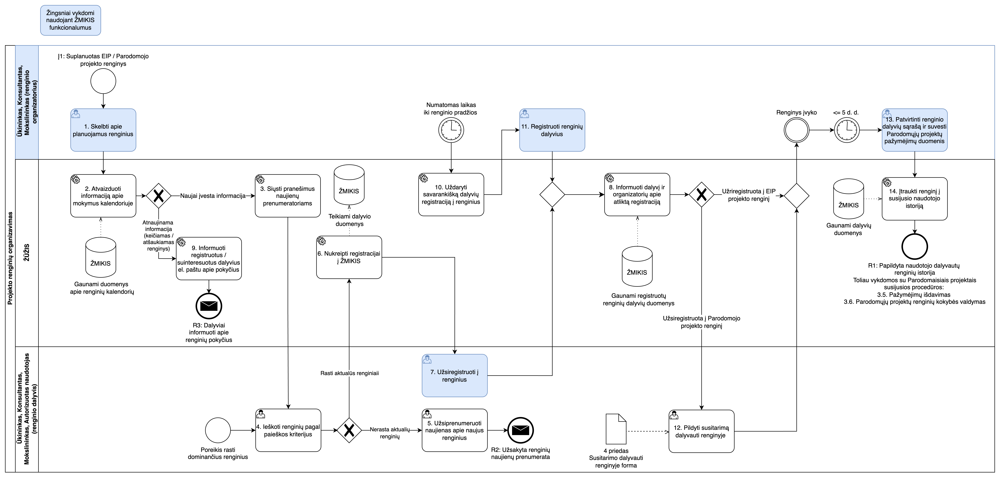 Žingsniai vykdomi
naudojant ŽMIKIS
funkcionalumus
Projekto renginių organizavimas
Ūkininkas, Konsultantas,
Mokslininkas (renginio
organizatorius)
Į1: Suplanuotas EIP / Parodomojo
projekto renginys
1. Skelbti apie
planuojamus renginius
Numatomas laikas
iki renginio pradžios
11. Registruoti renginių
dalyvius
Renginys įvyko
<= 5 d. d.
13. Patvirtinti renginio
dalyvių sąrašą ir suvesti
Parodomųjų projektų
pažymėjimų duomenis
ŽŪŽIS
2. Atvaizduoti
informaciją apie
mokymus kalendoriuje
ŽMIKIS
Gaunami duomenys
apie renginių kalendorių
Naujai įvesta informacija
Atnaujinama
informacija
(keičiamas /
atšaukiamas
renginys)
3. Siųsti pranešimus
naujienų
prenumeratoriams
9. Informuoti
registruotus /
suinteresuotus dalyvius
el. paštu apie pokyčius
R3: Dalyviai
informuoti apie
renginių pokyčius
ŽMIKIS
Teikiami dalyvio
duomenys
6. Nukreipti registracijai
į ŽMIKIS
10. Uždaryti
savarankišką dalyvių
registraciją į renginius
8. Informuoti dalyvį ir
organizatorių apie
atliktą registraciją
ŽMIKIS
Gaunami registruotų
renginių dalyvių duomenys
Užriregistruota į EIP
projekto renginį
Užsiregistruota į Parodomojo
projekto renginį
ŽMIKIS
Gaunami dalyvių
duomenys
14. Įtraukti renginį į
susijusio naudotojo
istoriją
R1: Papildyta naudotojo dalyvautų
renginių istorija
Toliau vykdomos su Parodomaisiais projektais
susijusios procedūros:
3.5. Pažymėjimų išdavimas
3.6. Parodomųjų projektų renginių kokybės valdymas
Ūkininkas, Konsultantas,
Mokslininkas, Autorizuotas naudotojas
(renginio dalyvis)
Poreikis rasti
dominančius renginius
4. Ieškoti renginių pagal
paieškos kriterijus
Rasti aktualūs renginiaii
Nerasta aktualių
renginių
7. Užsiregistruoti į
renginius
5. Užsiprenumeruoti
naujienas apie naujus
renginius
R2: Užsakyta renginių
naujienų prenumerata
4 priedas
Susitarimo dalyvauti
renginyje forma
12. Pildyti susitarimą
dalyvauti renginyje